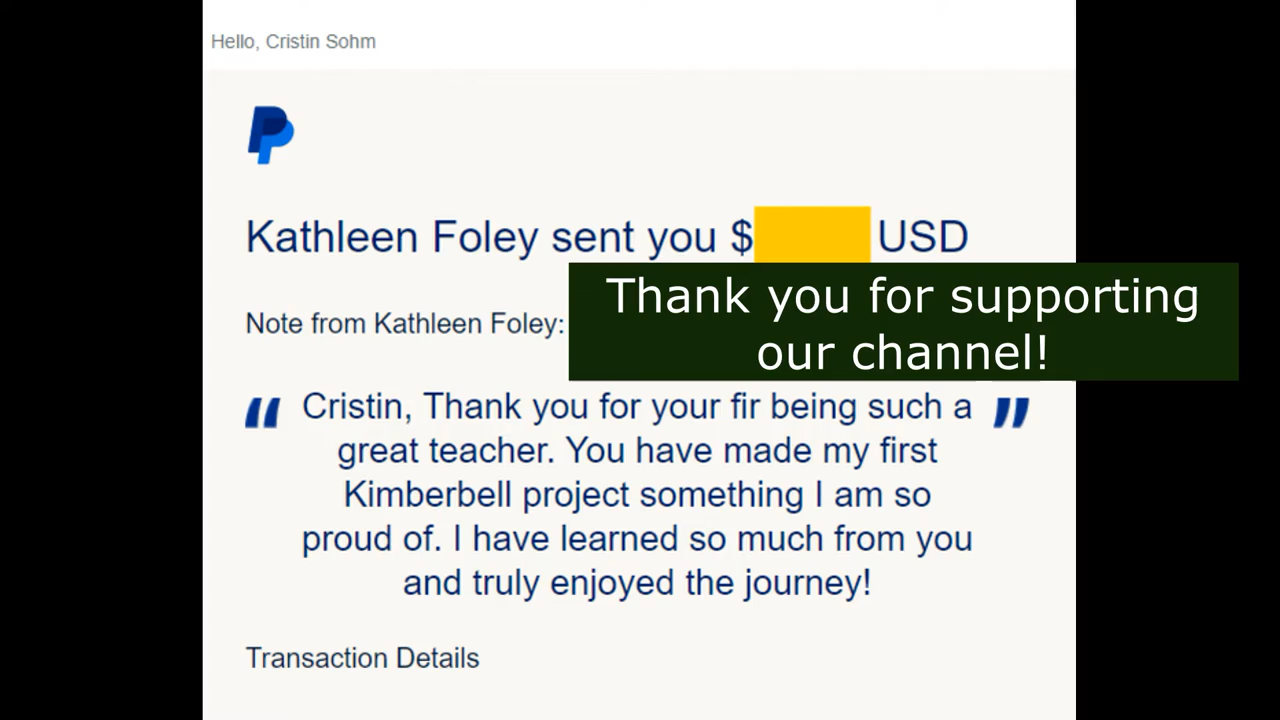 Hello, Cristin Sohm
Kathleen Foley sent you $ USD
Thank you for supporting
our channel!
Note from Kathleen Foley:
“ Cristin, Thank you for your fir being such a ”
great teacher. You have made my first
Kimberbell project something I am so
proud of. I have learned so much from you
and truly enjoyed the journey!
Transaction Details